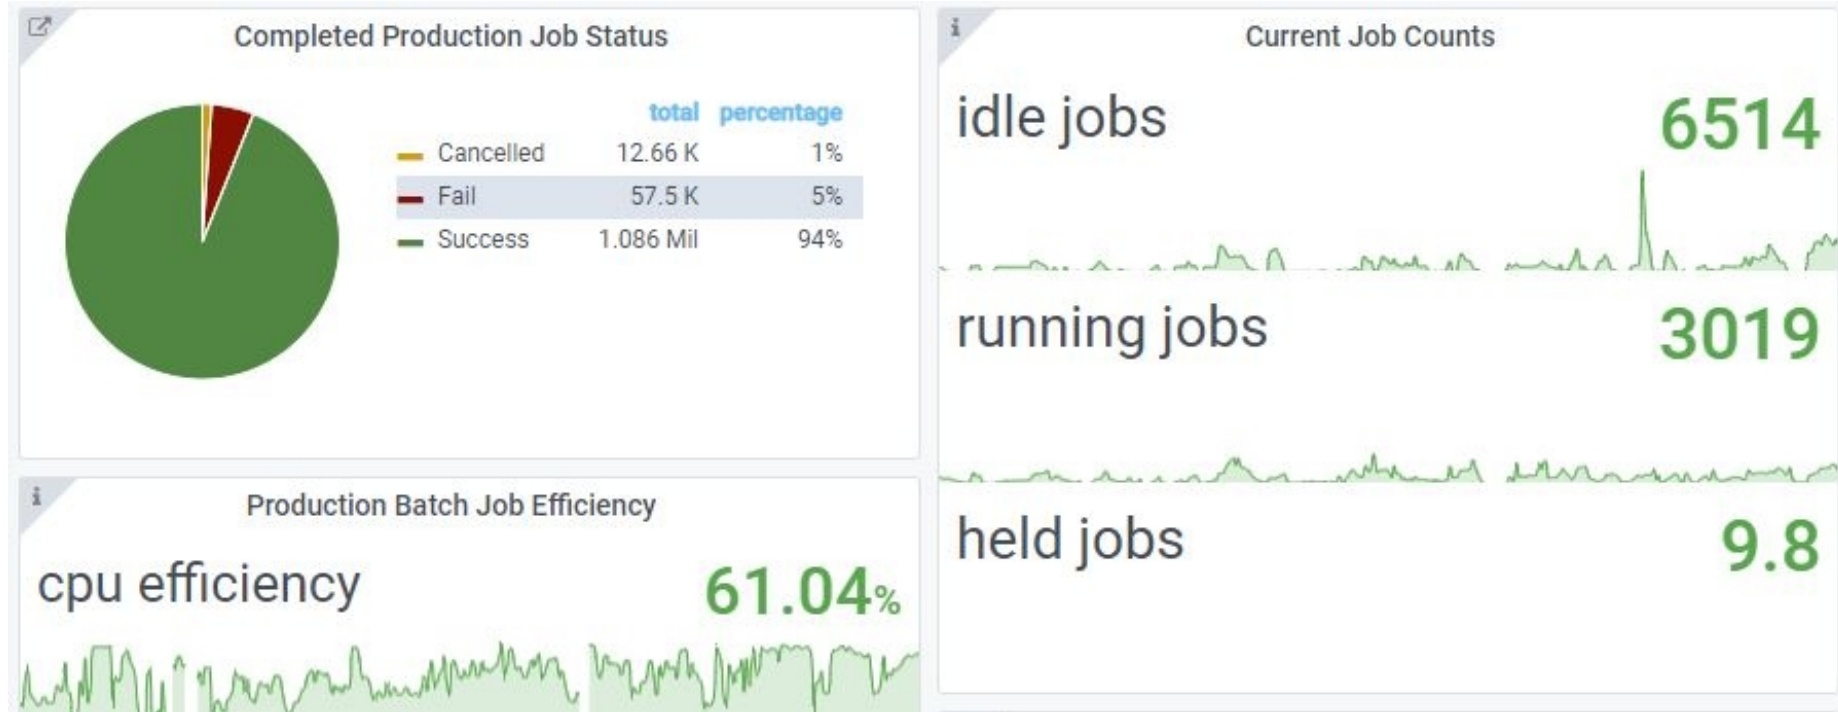 Completed Production Job Status
total percentage
Cancelled 12.66 K 1%
Fail 57.5 K 5%
Success 1.086 Mil 94%
Production Batch Job Efficiency
cpu efficiency 61.04%
Current Job Counts
idle jobs 6514
running jobs 3019
held jobs 9.8